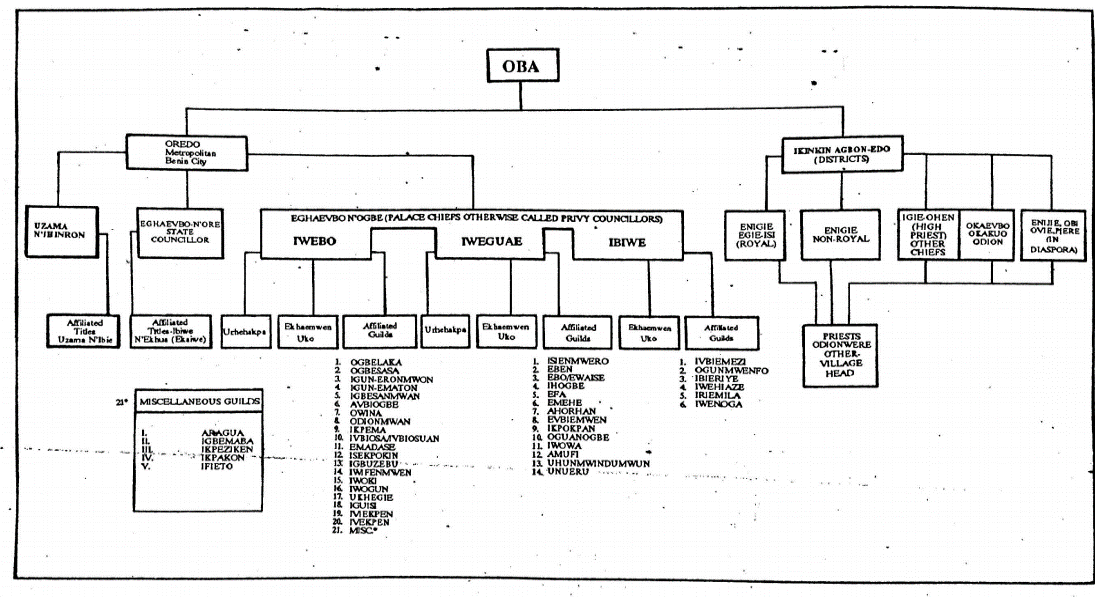 OBA
OREDO
Metropolitan
Benin City
IKINKIN AGBON-EDO
(DISTRICTS)
UZAMA
N'IBINRON
EGHAEVBO-N'ORE
STATE
COUNCILLOR
EGHAEVBO N'OGBE (PALACE CHIEFS OTHERWISE CALLED PRIVY COUNCILLORS)
IWEBO
IWEGUAE
IBIWE
ENIGIE
EGIE-ISI
(ROYAL)
ENIGIE
NON-ROYAL
IGIE-OHEN
(HIGH
PRIEST)
OTHER
CHIEFS
OKAEVBO
OKAKUO
ODION
ENIJIE, OBI
OVIE, PERE
(IN
DIASPORA)
Affiliated
Titles
Uzama N'Ibie
Affiliated
Titles-Ibiwe
N'Ekhua (Ekaiwe)
Urhehakpa
Ekhaemwen
Uko
Affiliated
Guilds
Urhehakpa
Ekhaemwen
Uko
Affiliated
Guilds
Ekhaemwen
Uko
Affiliated
Guilds
PRIESTS
ODIONWERE
OTHER-
VILLAGE
HEAD
1. OGBELAKA
2. OGBESASA
3. IGUN-ERONMWON
4. IGUN-EMATON
5. IGBESANMWAN
6. AVBIOGBE
7. OWINA
8. ODIONMWAN
9. IKPEMA
10. IVBIOSA/IVBIOSUAN
11. EMADASE
12. ISEKPOKIN
13. IGBUZEBU
14. IWIFENMWEN
15. IWOKI
16. IWOGUN
17. UKHEGIE
18. IGUISI
19. IVIEKPEN
20. IVEKPEN
21. MISC.*
1. ISIENMWERO
2. EBEN
3. EBO/EWAISE
4. IHOGBE
5. EFA
6. EMEHE
7. AHORHAN
8. EVBIEMWEN
9. IKPOKPAN
10. OGUANOGBE
11. IWOWA
12. AMUFI
13. UHUNMWINDUMWUN
14. UNUERU
1. IVBIEMEZI
2. OGUNMWENFO
3. IBIERIYE
4. IWEHIAZE
5. IRIEMILA
6. IWENOGA
21* MISCELLANEOUS GUILDS
I. ARAGUA
II. IGBEMABA
III. IKPEZIKEN
IV. IKPAKON
V. IFIETO